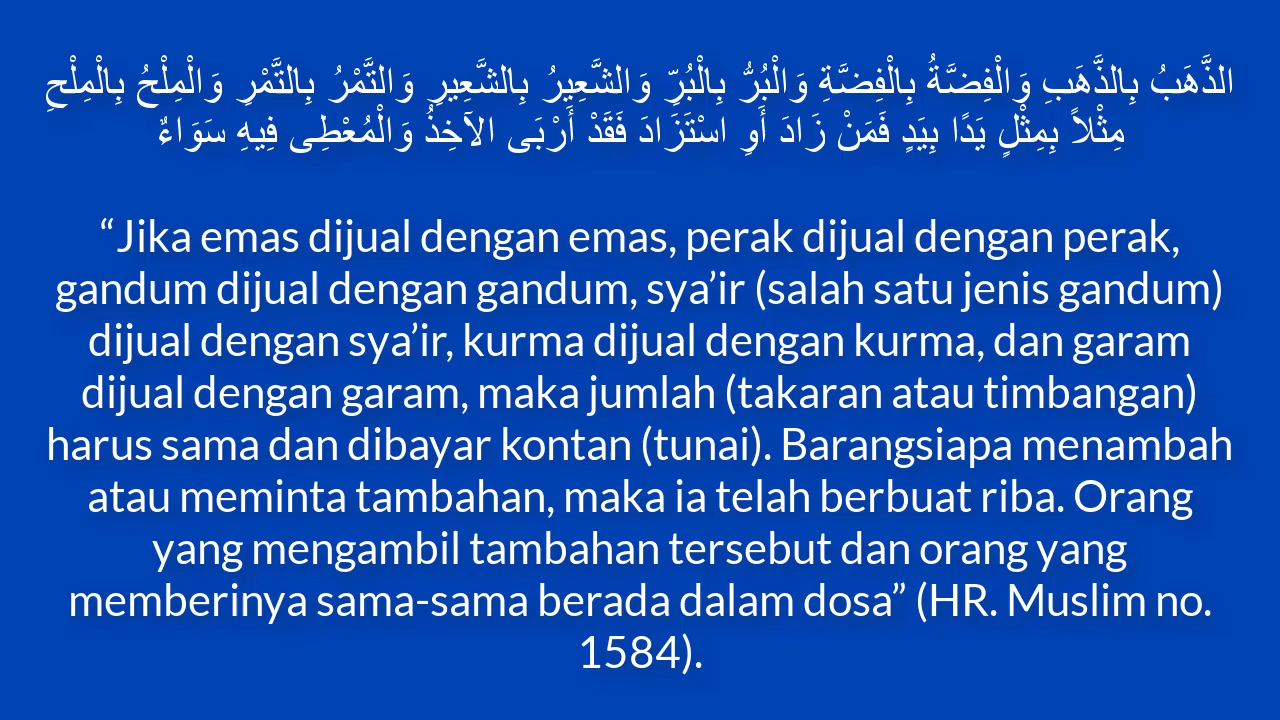 الذَّهَبُ بِالذَّهَبِ وَالْفِضَّةُ بِالْفِضَّةِ وَالْبُرُّ بِالْبُرِّ وَالشَّعِيرُ بِالشَّعِيرِ وَالتَّمْرُ بِالتَّمْرِ وَالْمِلْحُ بِالْمِلْحِ
مِثْلاً بِمِثْلٍ يَدًا بِيَدٍ فَمَنْ زَادَ أَوِ اسْتَزَادَ فَقَدْ أَرْبَى الآخِذُ وَالْمُعْطِى فِيهِ سَوَاءٌ
“Jika emas dijual dengan emas, perak dijual dengan perak,
gandum dijual dengan gandum, sya’ir (salah satu jenis gandum)
dijual dengan sya’ir, kurma dijual dengan kurma, dan garam
dijual dengan garam, maka jumlah (takaran atau timbangan)
harus sama dan dibayar kontan (tunai). Barangsiapa menambah
atau meminta tambahan, maka ia telah berbuat riba. Orang
yang mengambil tambahan tersebut dan orang yang
memberinya sama-sama berada dalam dosa” (HR. Muslim no.
1584).